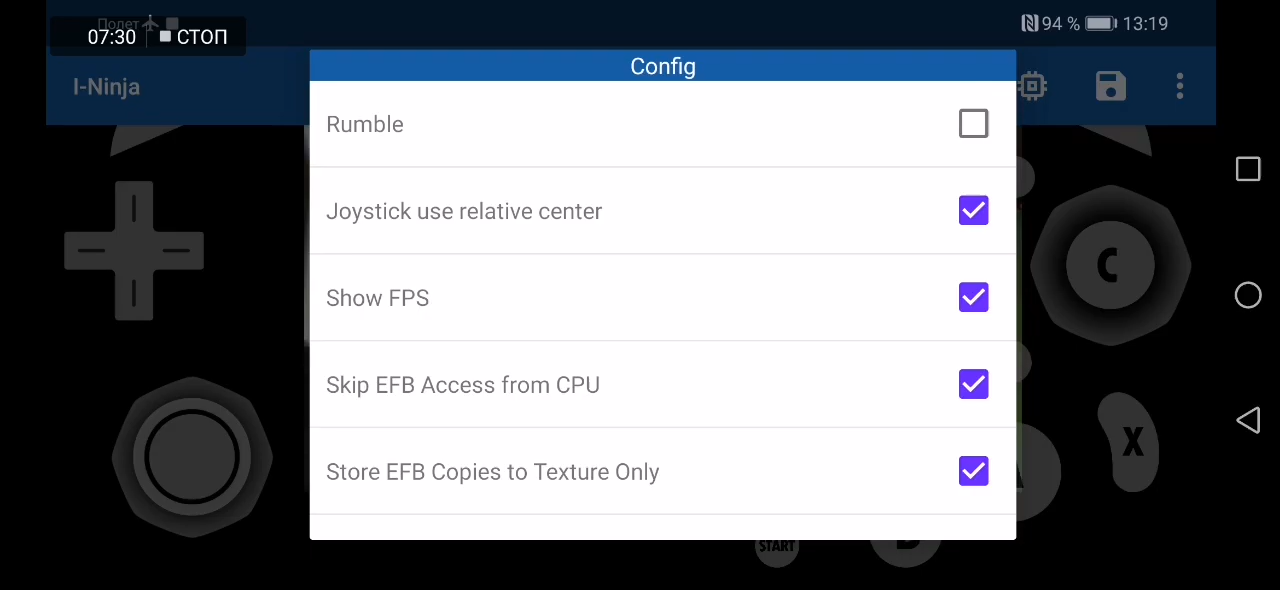 Полет
94 % 13:19
07:30 СТОП
I-Ninja
Config
Rumble
Joystick use relative center
Show FPS
Skip EFB Access from CPU
Store EFB Copies to Texture Only
C
X
START